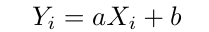 Y_i = aX_i + b